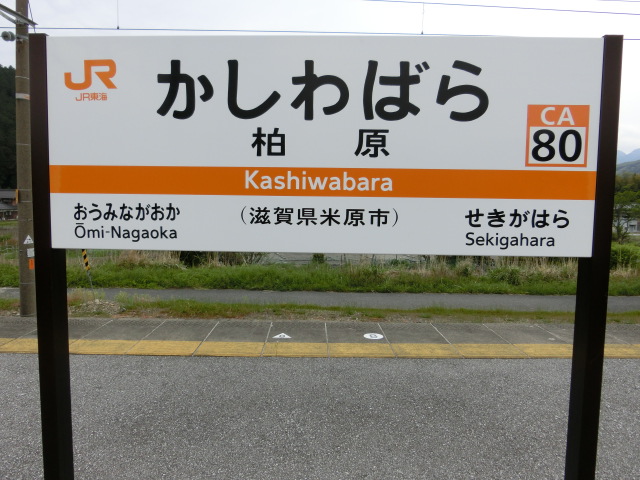 JR
JR東海
かしわばら
柏原
CA
80
Kashiwabara
おうみながおか
Ōmi-Nagaoka
（滋賀県米原市）
せきがはら
Sekigahara